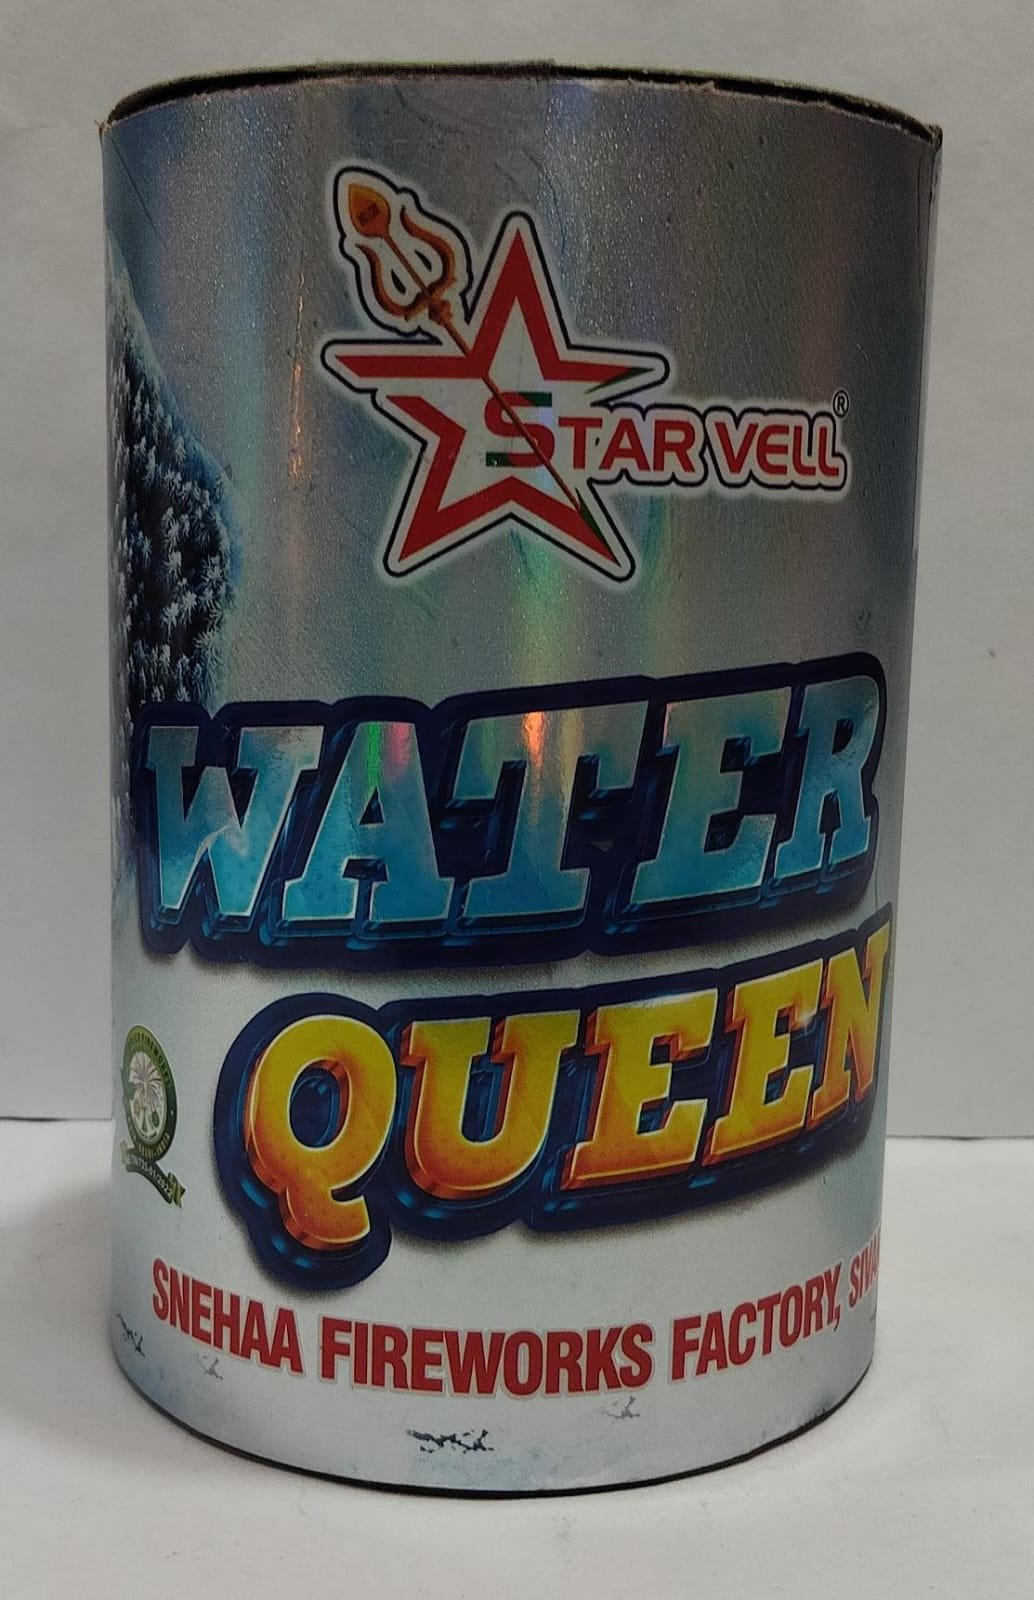 STAR VELL®
WATER
QUEEN
SNEHAA FIREWORKS FACTORY,